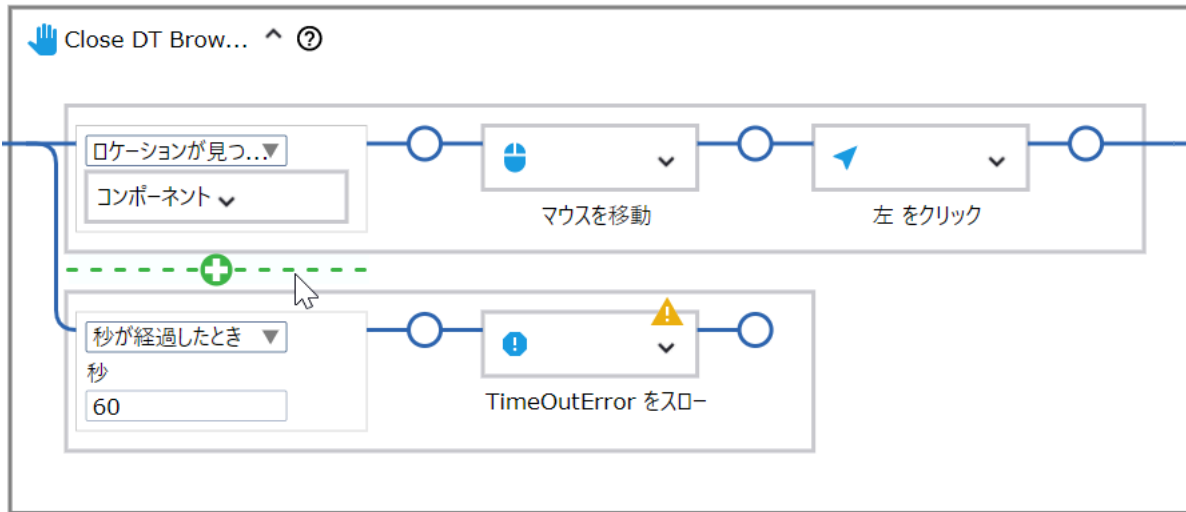 Close DT Brow...
ロケーションが見つ...
コンポーネント
マウスを移動
左 をクリック
秒が経過したとき
秒
60
TimeOutError をスロー